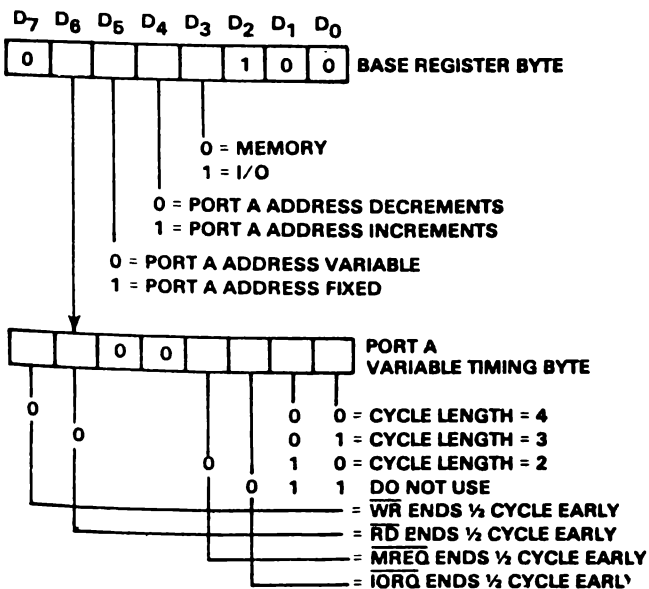 D7 D6 D5 D4 D3 D2 D1 D0
0 1 0 0 BASE REGISTER BYTE
0 = MEMORY
1 = I/O
0 = PORT A ADDRESS DECREMENTS
1 = PORT A ADDRESS INCREMENTS
0 = PORT A ADDRESS VARIABLE
1 = PORT A ADDRESS FIXED
0 0 PORT A
VARIABLE TIMING BYTE
0 0 0 = CYCLE LENGTH = 4
0 0 1 = CYCLE LENGTH = 3
0 1 0 = CYCLE LENGTH = 2
0 1 1 DO NOT USE
= WR ENDS ½ CYCLE EARLY
= RD ENDS ½ CYCLE EARLY
= MREQ ENDS ½ CYCLE EARLY
= IORQ ENDS ½ CYCLE EARLY